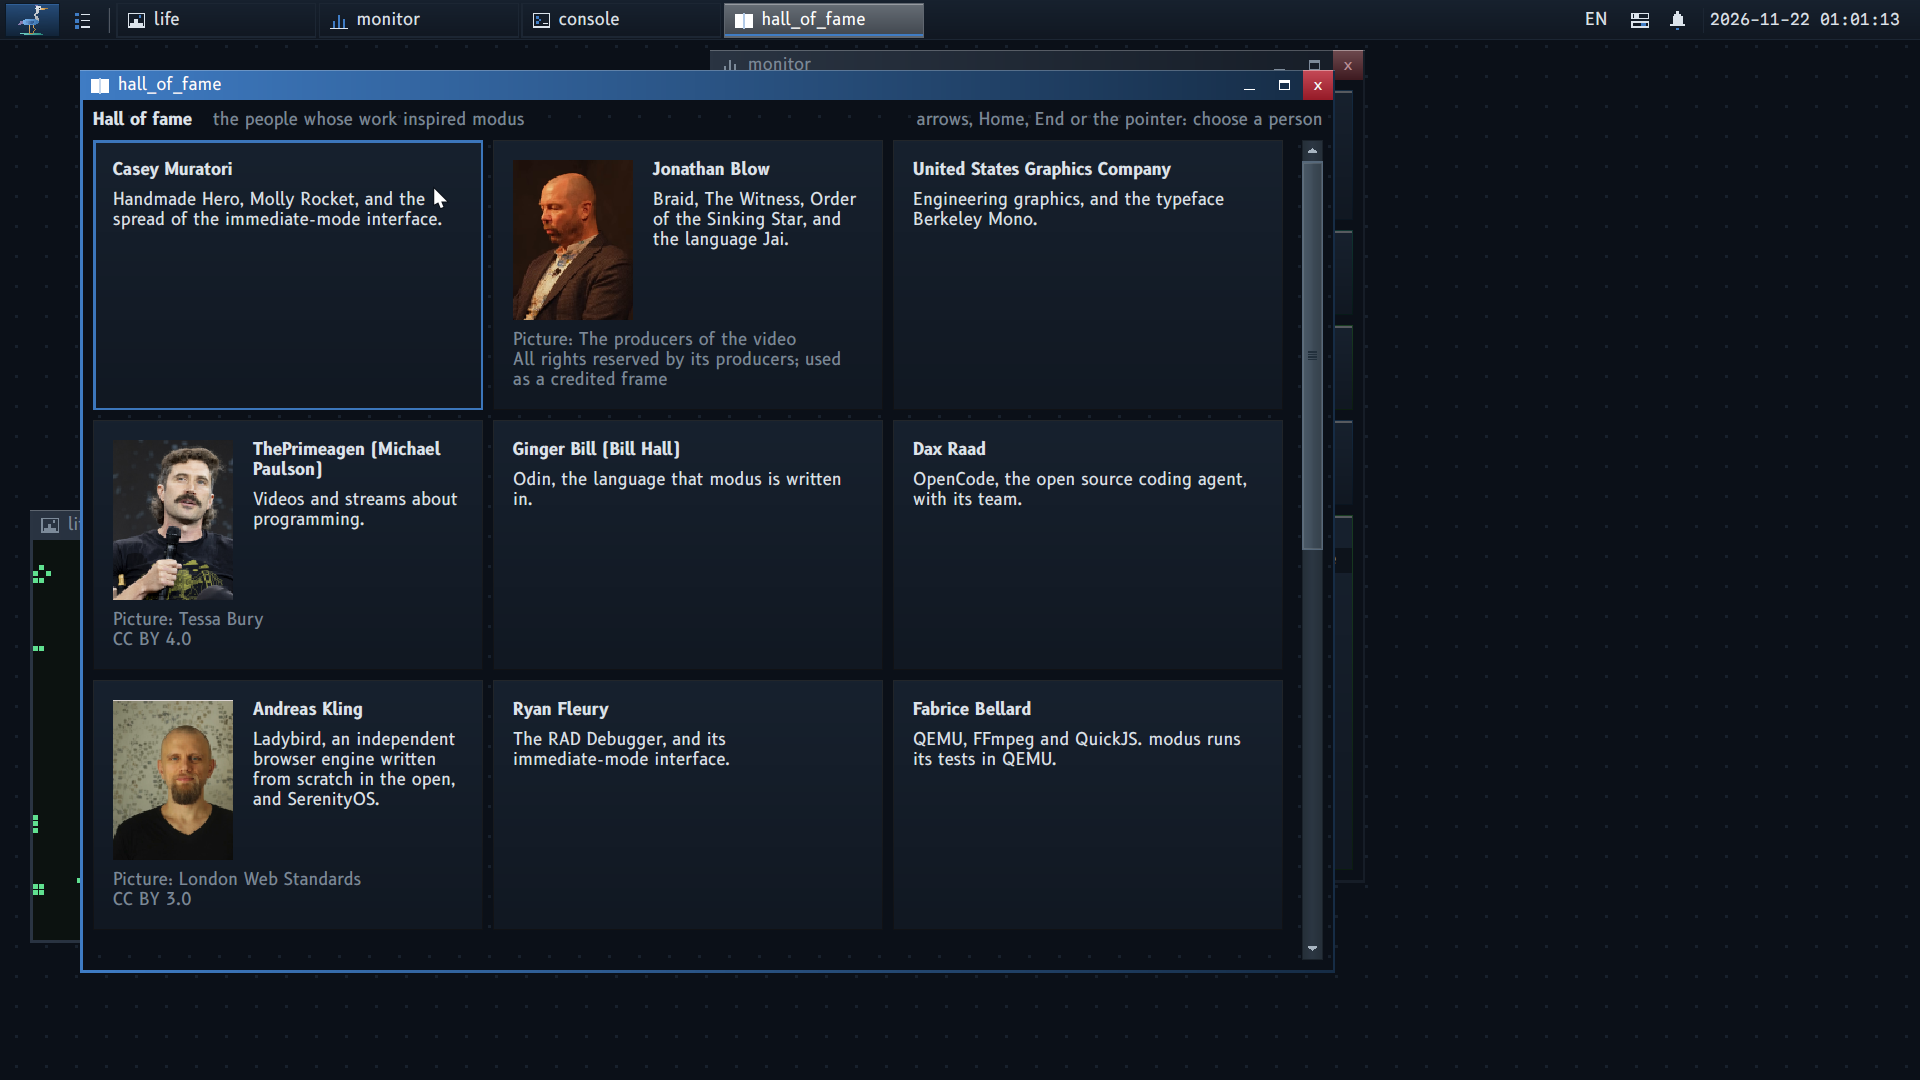 life
monitor
console
hall_of_fame
EN
2026-11-22 01:01:13
monitor
x
hall_of_fame
x
Hall of fame the people whose work inspired modus
arrows, Home, End or the pointer: choose a person
Casey Muratori
Handmade Hero, Molly Rocket, and the
spread of the immediate-mode interface.
Jonathan Blow
Braid, The Witness, Order
of the Sinking Star, and
the language Jai.
Picture: The producers of the video
All rights reserved by its producers; used
as a credited frame
United States Graphics Company
Engineering graphics, and the typeface
Berkeley Mono.
ThePrimeagen (Michael
Paulson)
Videos and streams about
programming.
Picture: Tessa Bury
CC BY 4.0
Ginger Bill (Bill Hall)
Odin, the language that modus is written
in.
Dax Raad
OpenCode, the open source coding agent,
with its team.
Andreas Kling
Ladybird, an independent
browser engine written
from scratch in the open,
and SerenityOS.
Picture: London Web Standards
CC BY 3.0
Ryan Fleury
The RAD Debugger, and its
immediate-mode interface.
Fabrice Bellard
QEMU, FFmpeg and QuickJS. modus runs
its tests in QEMU.